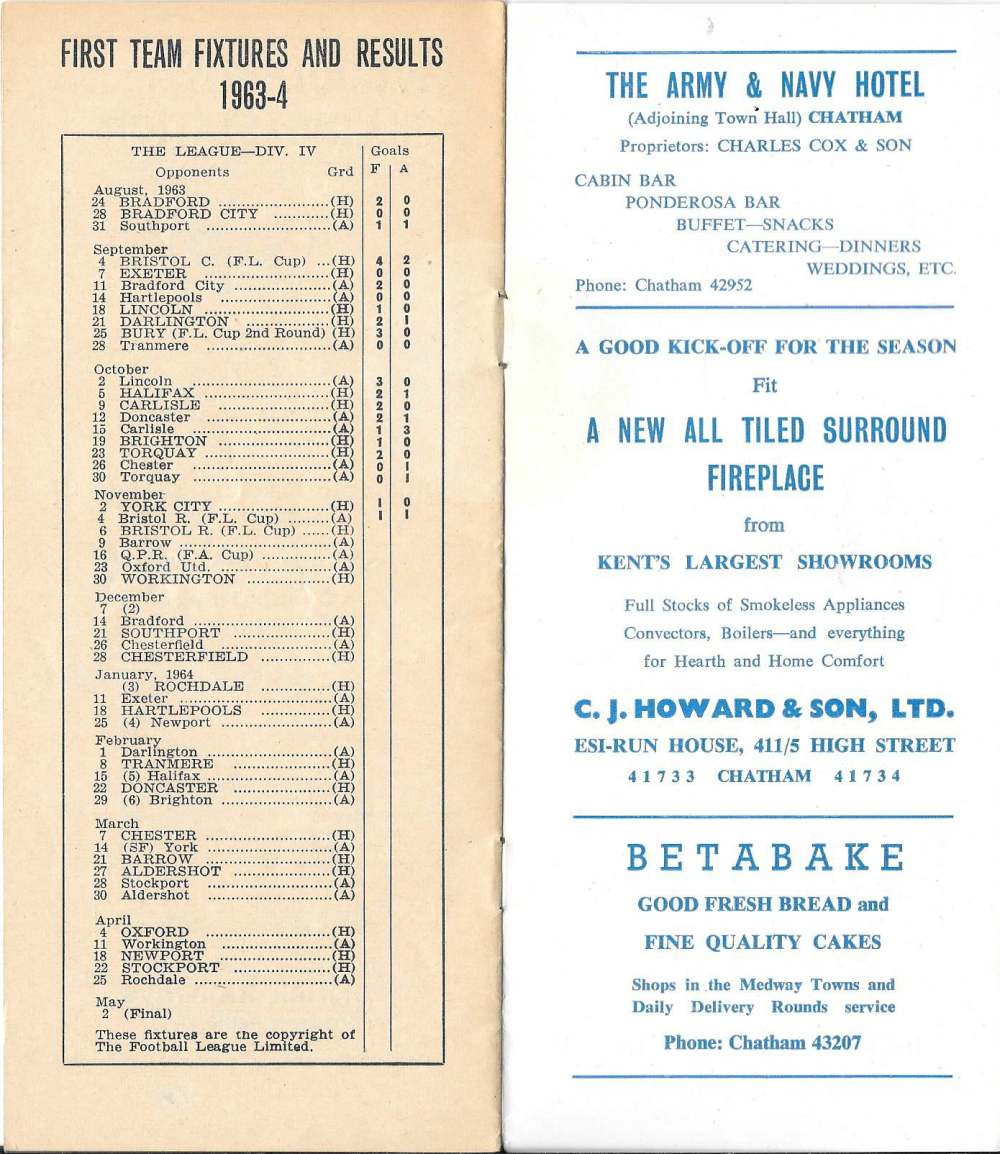 FIRST TEAM FIXTURES AND RESULTS
1963-4
THE LEAGUE—DIV. IV Goals
Opponents Grd F A
August, 1963
24 BRADFORD (H) 2 0
28 BRADFORD CITY (H) 0 0
31 Southport (A) 1 1
September
4 BRISTOL C. (F.L. Cup) ...(H) 4 2
7 EXETER (H) 0 0
11 Bradford City (A) 2 0
14 Hartlepools (A) 0 0
18 LINCOLN (H) 1 0
21 DARLINGTON (H) 2 1
25 BURY (F.L. Cup 2nd Round) (H) 3 0
28 Tranmere (A) 0 0
October
2 Lincoln (A) 3 0
5 HALIFAX (H) 2 1
9 CARLISLE (H) 2 0
12 Doncaster (A) 2 1
15 Carlisle (A) 1 3
19 BRIGHTON (H) 1 0
23 TORQUAY (H) 2 0
26 Chester (A) 0 1
30 Torquay (A) 0 1
November
2 YORK CITY (H) 1 0
4 Bristol R. (F.L. Cup) (A) 1 1
6 BRISTOL R. (F.L. Cup) (H)
9 Barrow (A)
16 Q.P.R. (F.A. Cup) (A)
23 Oxford Utd. (A)
30 WORKINGTON (H)
December
7 (2)
14 Bradford (A)
21 SOUTHPORT (H)
26 Chesterfield (A)
28 CHESTERFIELD (H)
January, 1964
(3) ROCHDALE (H)
11 Exeter (A)
18 HARTLEPOOLS (H)
25 (4) Newport (A)
February
1 Darlington (A)
8 TRANMERE (H)
15 (5) Halifax (A)
22 DONCASTER (H)
29 (6) Brighton (A)
March
7 CHESTER (H)
14 (SF) York (A)
21 BARROW (H)
27 ALDERSHOT (H)
28 Stockport (A)
30 Aldershot (A)
April
4 OXFORD (H)
11 Workington (A)
18 NEWPORT (H)
22 STOCKPORT (H)
25 Rochdale (A)
May
2 (Final)
These fixtures are the copyright of
The Football League Limited.
THE ARMY & NAVY HOTEL
(Adjoining Town Hall) CHATHAM
Proprietors: CHARLES COX & SON
CABIN BAR
PONDEROSA BAR
BUFFET—SNACKS
CATERING—DINNERS
WEDDINGS, ETC.
Phone: Chatham 42952
A GOOD KICK-OFF FOR THE SEASON
Fit
A NEW ALL TILED SURROUND
FIREPLACE
from
KENT'S LARGEST SHOWROOMS
Full Stocks of Smokeless Appliances
Convectors, Boilers—and everything
for Hearth and Home Comfort
C. J. HOWARD & SON, LTD.
ESI-RUN HOUSE, 411/5 HIGH STREET
41733 CHATHAM 41734
BETABAKE
GOOD FRESH BREAD and
FINE QUALITY CAKES
Shops in the Medway Towns and
Daily Delivery Rounds service
Phone: Chatham 43207